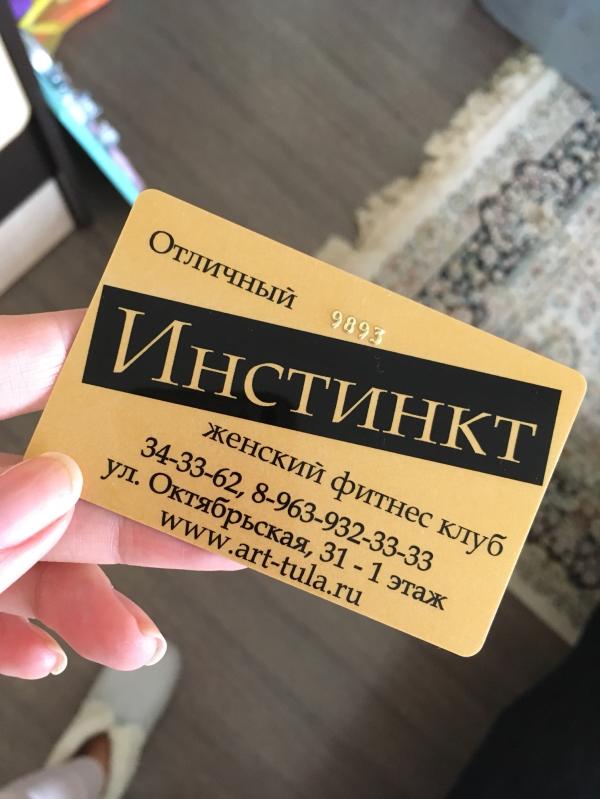 Отличный
9893
Инстинкт
женский фитнес клуб
34-33-62, 8-963-932-33-33
ул. Октябрьская, 31 - 1 этаж
www.art-tula.ru